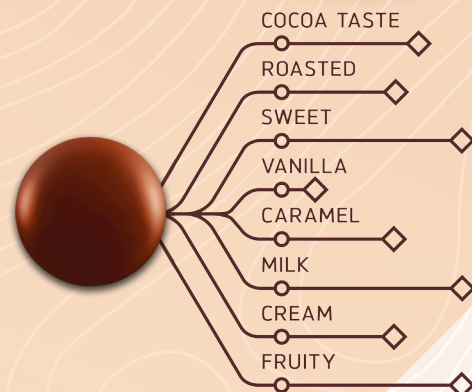 COCOA TASTE
ROASTED
SWEET
VANILLA
CARAMEL
MILK
CREAM
FRUITY